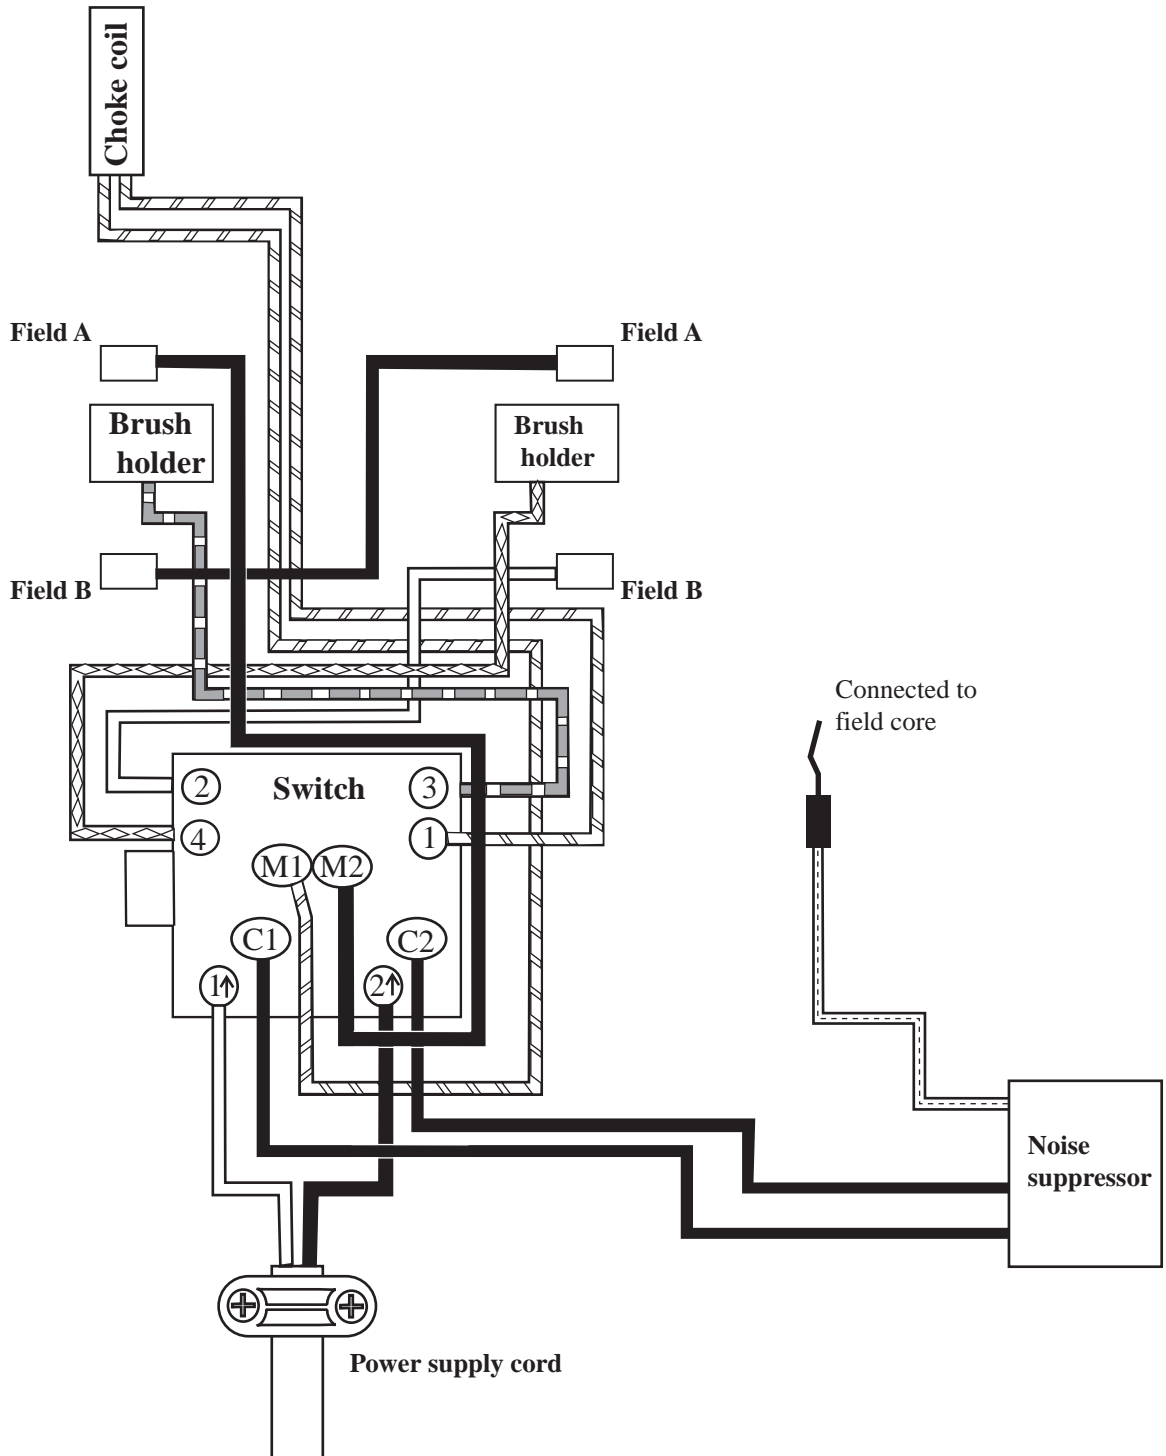 Choke coil
Field A
Field A
Brush
holder
Brush
holder
Field B
Field B
Connected to
field core
2
Switch
3
4
1
M1
M2
C1
C2
1↑
2↑
Noise
suppressor
Power supply cord